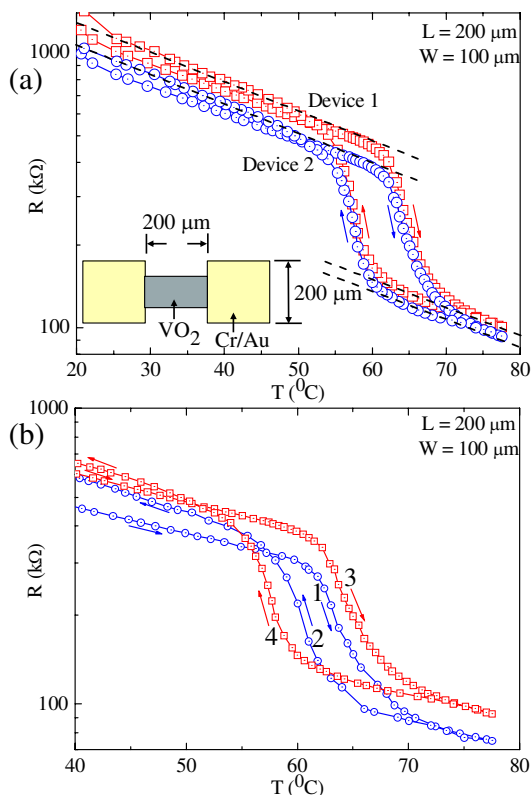 (a)
L = 200 μm
W = 100 μm
1000
100
R (kΩ)
Device 1
Device 2
200 μm
200 μm
VO₂
Cr/Au
20 30 40 50 60 70 80
T (⁰C)
(b)
L = 200 μm
W = 100 μm
1000
100
R (kΩ)
1
2
3
4
40 50 60 70 80
T (⁰C)